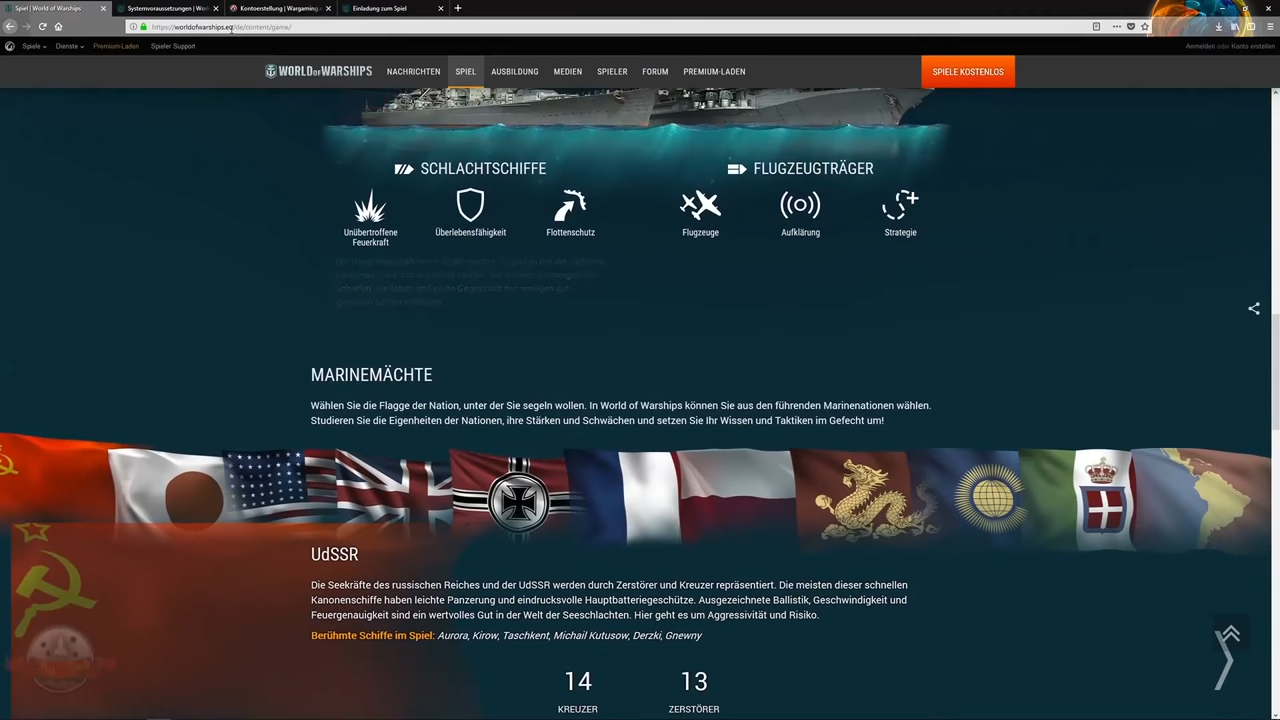 Spiel | World of Warships
Systemvoraussetzungen | Worl
Kontoerstellung | Wargaming
Einladung zum Spiel
https://worldofwarships.eu/de/content/game/
Spiele
Dienste
Premium-Laden
Spieler Support
Anmelden oder Konto erstellen
WORLD OF WARSHIPS
NACHRICHTEN
SPIEL
AUSBILDUNG
MEDIEN
SPIELER
FORUM
PREMIUM-LADEN
SPIELE KOSTENLOS
SCHLACHTSCHIFFE
FLUGZEUGTRÄGER
Unübertroffene
Feuerkraft
Überlebensfähigkeit
Flottenschutz
Flugzeuge
Aufklärung
Strategie
MARINEMÄCHTE
Wählen Sie die Flagge der Nation, unter der Sie segeln wollen. In World of Warships können Sie aus den führenden Marinenationen wählen.
Studieren Sie die Eigenheiten der Nationen, ihre Stärken und Schwächen und setzen Sie Ihr Wissen und Taktiken im Gefecht um!
UdSSR
Die Seekräfte des russischen Reiches und der UdSSR werden durch Zerstörer und Kreuzer repräsentiert. Die meisten dieser schnellen
Kanonenschiffe haben leichte Panzerung und eindrucksvolle Hauptbatteriegeschütze. Ausgezeichnete Ballistik, Geschwindigkeit und
Feuergenauigkeit sind ein wertvolles Gut in der Welt der Seeschlachten. Hier geht es um Aggressivität und Risiko.
Berühmte Schiffe im Spiel: Aurora, Kirow, Taschkent, Michail Kutusow, Derzki, Gnewny
14
13
KREUZER
ZERSTÖRER